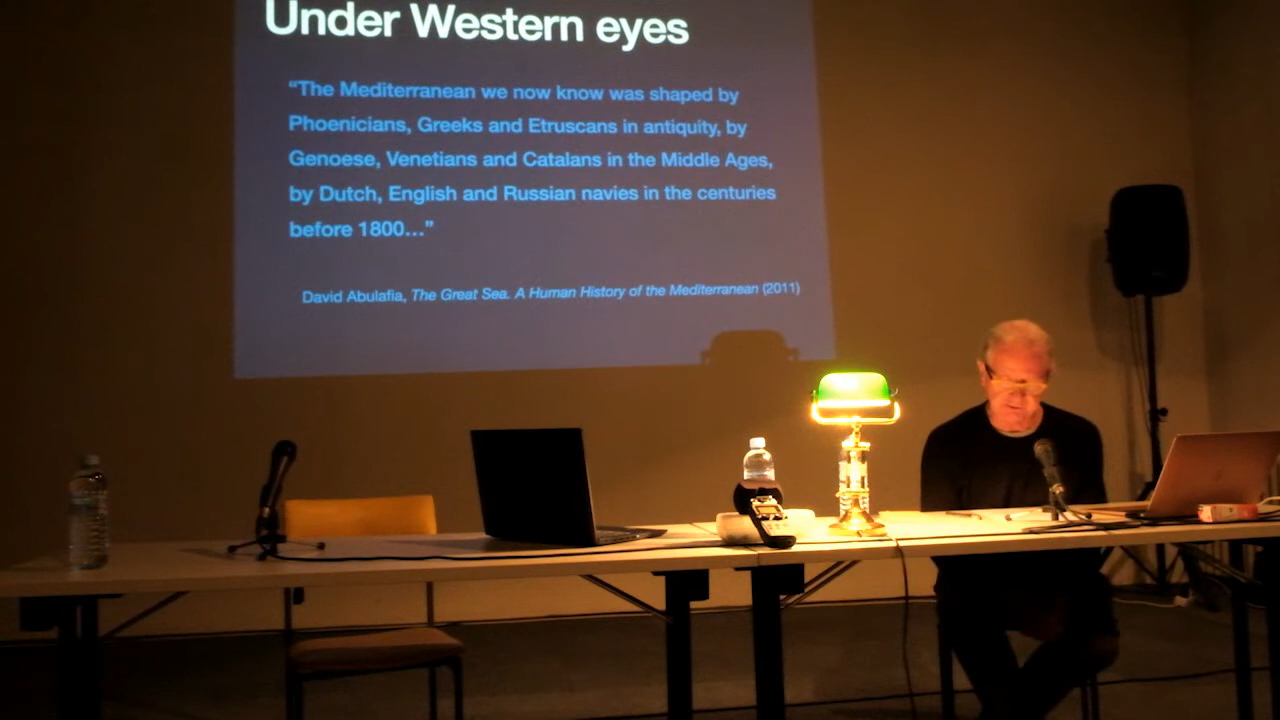 Under Western eyes
“The Mediterranean we now know was shaped by
Phoenicians, Greeks and Etruscans in antiquity, by
Genoese, Venetians and Catalans in the Middle Ages,
by Dutch, English and Russian navies in the centuries
before 1800…”
David Abulafia, The Great Sea. A Human History of the Mediterranean (2011)